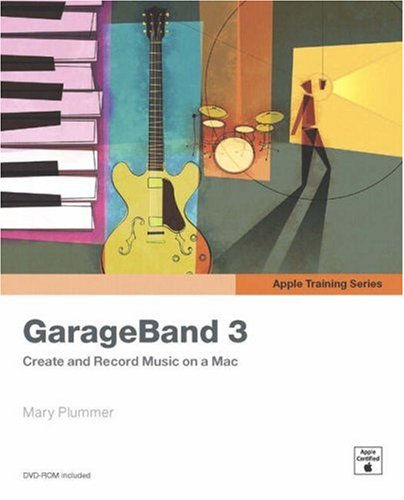 Apple Training Series
GarageBand 3
Create and Record Music on a Mac
Mary Plummer
Apple
Certified
DVD-ROM included